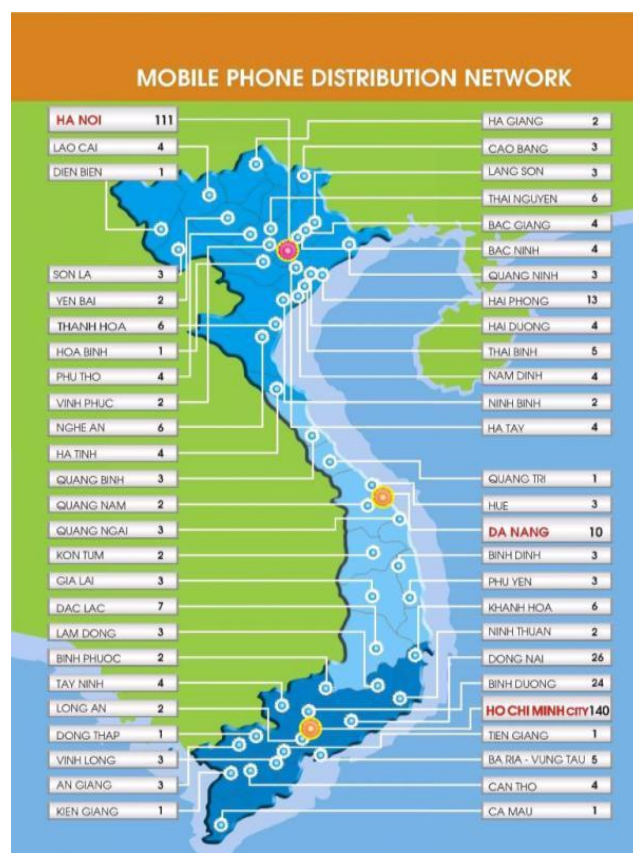 MOBILE PHONE DISTRIBUTION NETWORK
HA NOI 111
LAO CAI 4
DIEN BIEN 1
SON LA 3
YEN BAI 2
THANH HOA 6
HOA BINH 1
PHU THO 4
VINH PHUC 2
NGHE AN 6
HA TINH 4
QUANG BINH 3
QUANG NAM 2
QUANG NGAI 3
KON TUM 2
GIA LAI 3
DAC LAC 7
LAM DONG 3
BINH PHUOC 2
TAY NINH 4
LONG AN 2
DONG THAP 1
VINH LONG 3
AN GIANG 3
KIEN GIANG 1
HA GIANG 2
CAO BANG 3
LANG SON 3
THAI NGUYEN 6
BAC GIANG 4
BAC NINH 4
QUANG NINH 3
HAI PHONG 13
HAI DUONG 4
THAI BINH 5
NAM DINH 4
NINH BINH 2
HA TAY 4
QUANG TRI 1
HUE 3
DA NANG 10
BINH DINH 3
PHU YEN 3
KHANH HOA 6
NINH THUAN 2
DONG NAI 26
BINH DUONG 24
HO CHI MINH CITY 140
TIEN GIANG 1
BA RIA - VUNG TAU 5
CAN THO 4
CA MAU 1